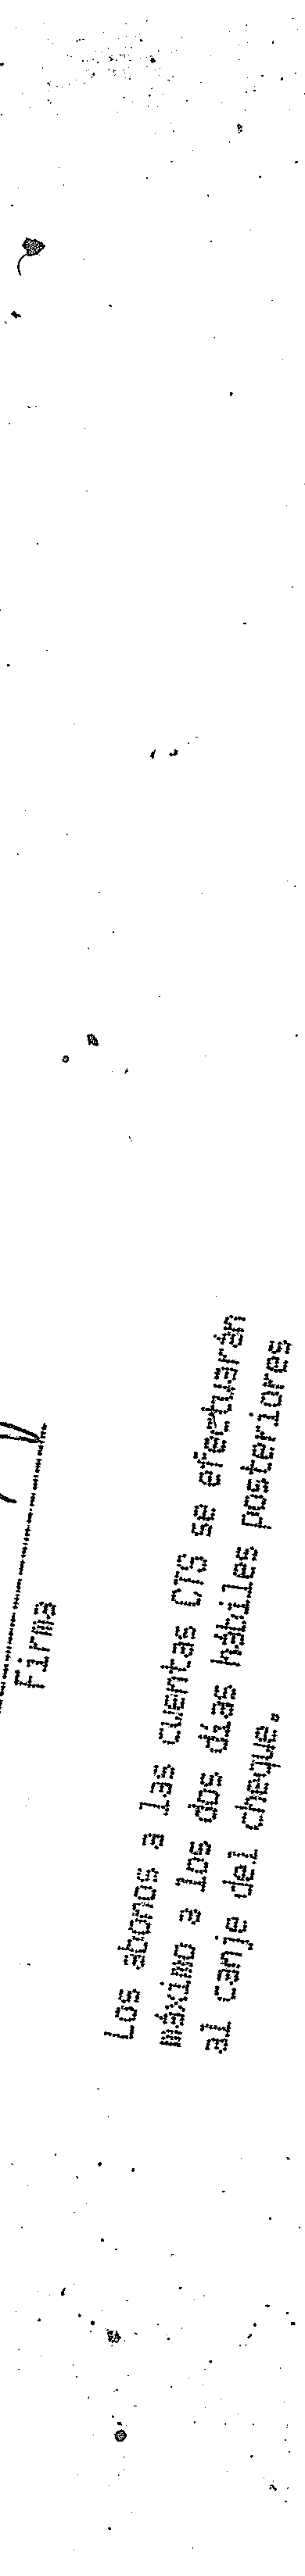 Firma
Los abonos a las cuentas CTS se efectuarán
máximo a los dos días hábiles posteriores
al canje del cheque.